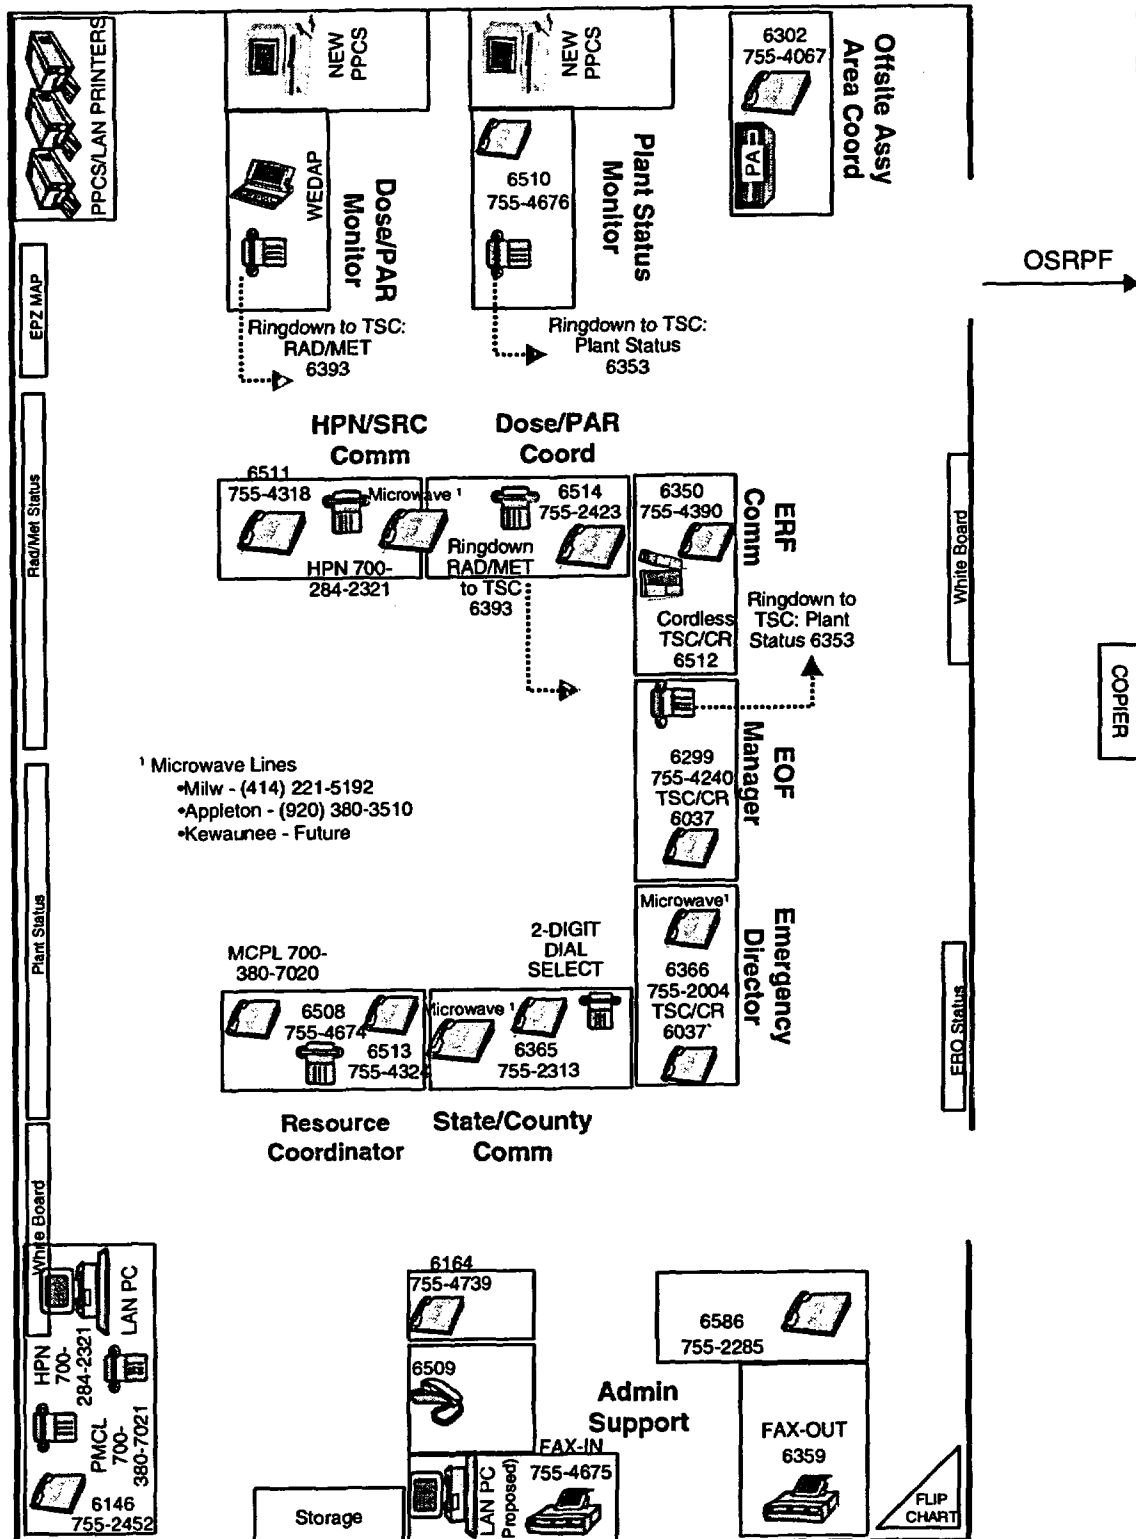 PPCS/LAN PRINTERS
NEW
PPCS
NEW
PPCS
6302
755-4067
PA
Offsite Assy
Area Coord
WEDAP
Dose/PAR
Monitor
6510
755-4676
Plant Status
Monitor
OSRPF
EPZ MAP
Ringdown to TSC:
RAD/MET
6393
Ringdown to TSC:
Plant Status
6353
HPN/SRC
Comm
Dose/PAR
Coord
Rad/Met Status
6511
755-4318
Microwave ¹
HPN 700-
284-2321
6514
755-2423
Ringdown
RAD/MET
to TSC
6393
6350
755-4390
Cordless
TSC/CR
6512
ERF
Comm
Ringdown to
TSC: Plant
Status 6353
White Board
COPIER
6299
755-4240
TSC/CR
6037
EOF
Manager
¹ Microwave Lines
•Milw - (414) 221-5192
•Appleton - (920) 380-3510
•Kewaunee - Future
Plant Status
Microwave¹
6366
755-2004
TSC/CR
6037
Emergency
Director
ERO Status
MCPL 700-
380-7020
2-DIGIT
DIAL
SELECT
6508
755-4674
6513
755-4324
Microwave ¹
6365
755-2313
Resource
Coordinator
State/County
Comm
White Board
LAN PC
HPN
700-
284-2321
PMCL
700-
380-7021
6146
755-2452
6164
755-4739
6509
Admin
Support
6586
755-2285
FAX-IN
755-4675
LAN PC
Proposed)
FAX-OUT
6359
Storage
FLIP
CHART